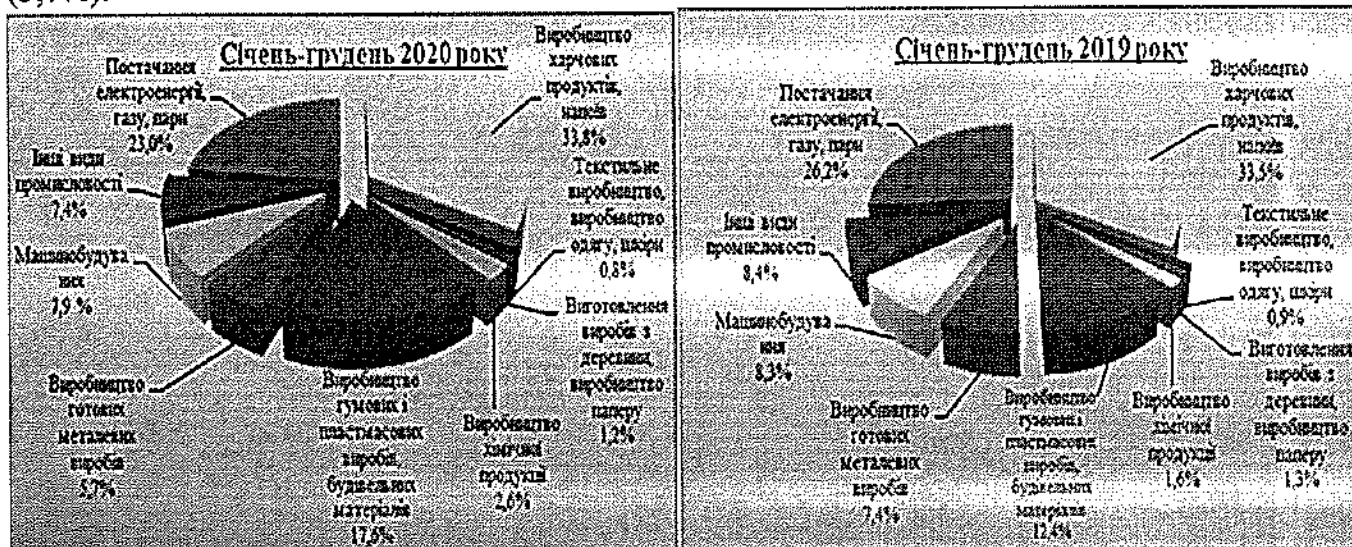 Січень-грудень 2020 року
Виробництво
харчових
продуктів,
напоїв
33,8%
Текстильне
виробництво,
виробництво
одягу, шкіри
0,8%
Виготовлення
виробів з
деревини,
виробництво
паперу
1,2%
Виробництво
хімічної
продукції
2,6%
Виробництво
гумових і
пластмасових
виробів,
будівельних
матеріалів
17,6%
Виробництво
готових
металевих
виробів
5,7%
Машинобудува
ння
7,9 %
Інші види
промисловості
7,4%
Постачання
електроенергії,
газу, пари
23,0%
Січень-грудень 2019 року
Виробництво
харчових
продуктів,
напоїв
33,5%
Текстильне
виробництво,
виробництво
одягу, шкіри
0,9%
Виготовлення
виробів з
деревини,
виробництво
паперу
1,3%
Виробництво
хімічної
продукції
1,6%
Виробництво
гумових і
пластмасових
виробів,
будівельних
матеріалів
12,4%
Виробництво
готових
металевих
виробів
7,4%
Машинобудува
ння
8,3%
Інші види
промисловості
8,4%
Постачання
електроенергії,
газу, пари
26,2%